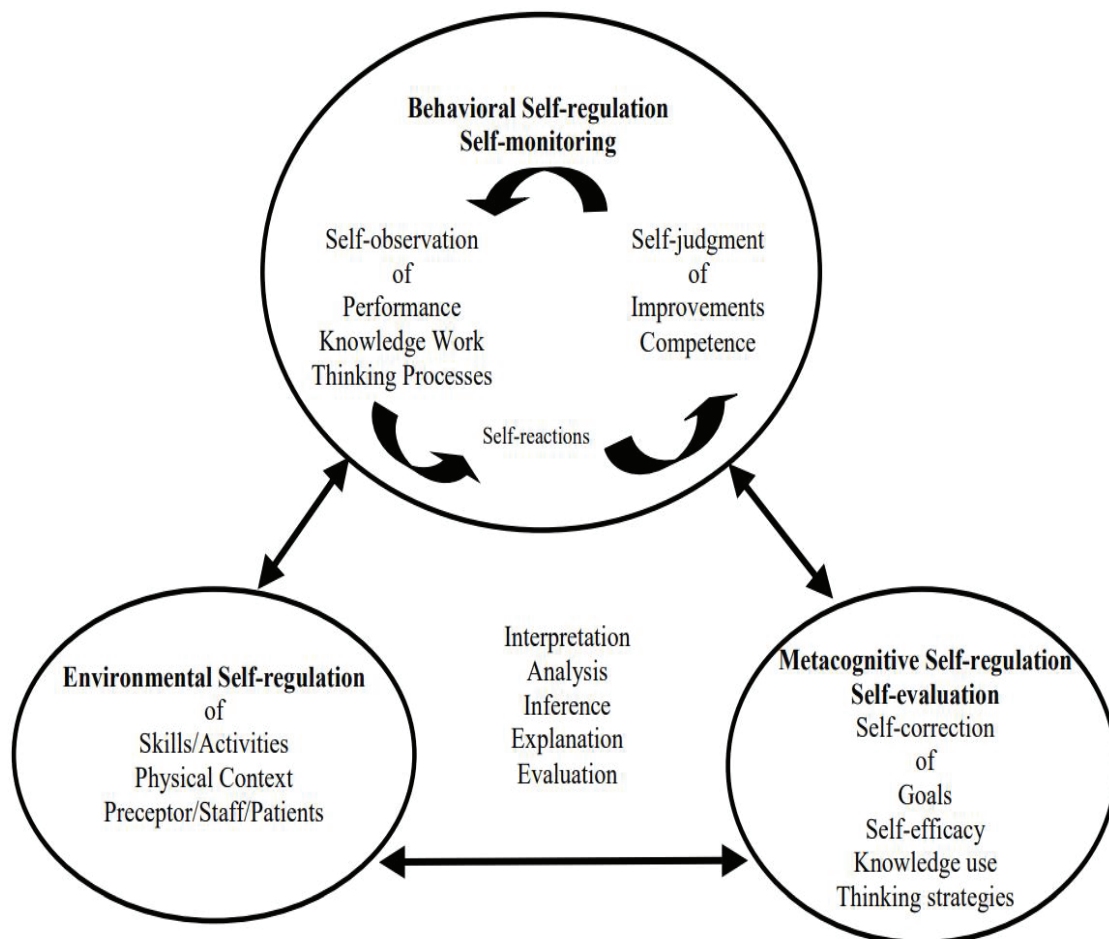 Behavioral Self-regulation
Self-monitoring
Self-observation
of
Performance
Knowledge Work
Thinking Processes
Self-judgment
of
Improvements
Competence
Self-reactions
Environmental Self-regulation
of
Skills/Activities
Physical Context
Preceptor/Staff/Patients
Interpretation
Analysis
Inference
Explanation
Evaluation
Metacognitive Self-regulation
Self-evaluation
Self-correction
of
Goals
Self-efficacy
Knowledge use
Thinking strategies